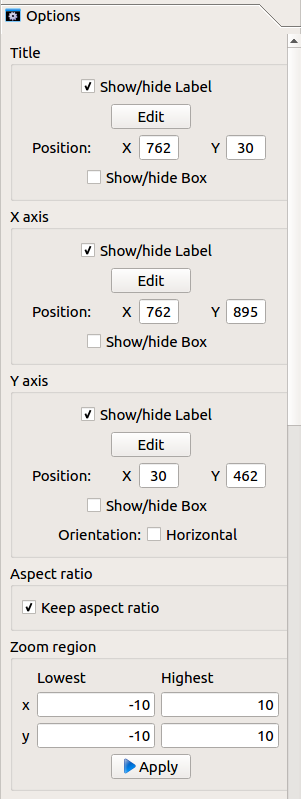 Options
Title
Show/hide Label
Edit
Position: X 762 Y 30
Show/hide Box
X axis
Show/hide Label
Edit
Position: X 762 Y 895
Show/hide Box
Y axis
Show/hide Label
Edit
Position: X 30 Y 462
Show/hide Box
Orientation: Horizontal
Aspect ratio
Keep aspect ratio
Zoom region
Lowest Highest
x -10 10
y -10 10
Apply